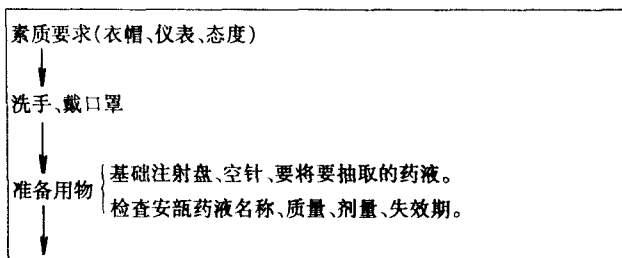 素质要求(衣帽、仪表、态度)
洗手、戴口罩
准备用物
基础注射盘、空针、要将要抽取的药液。
检查安瓿药液名称、质量、剂量、失效期。